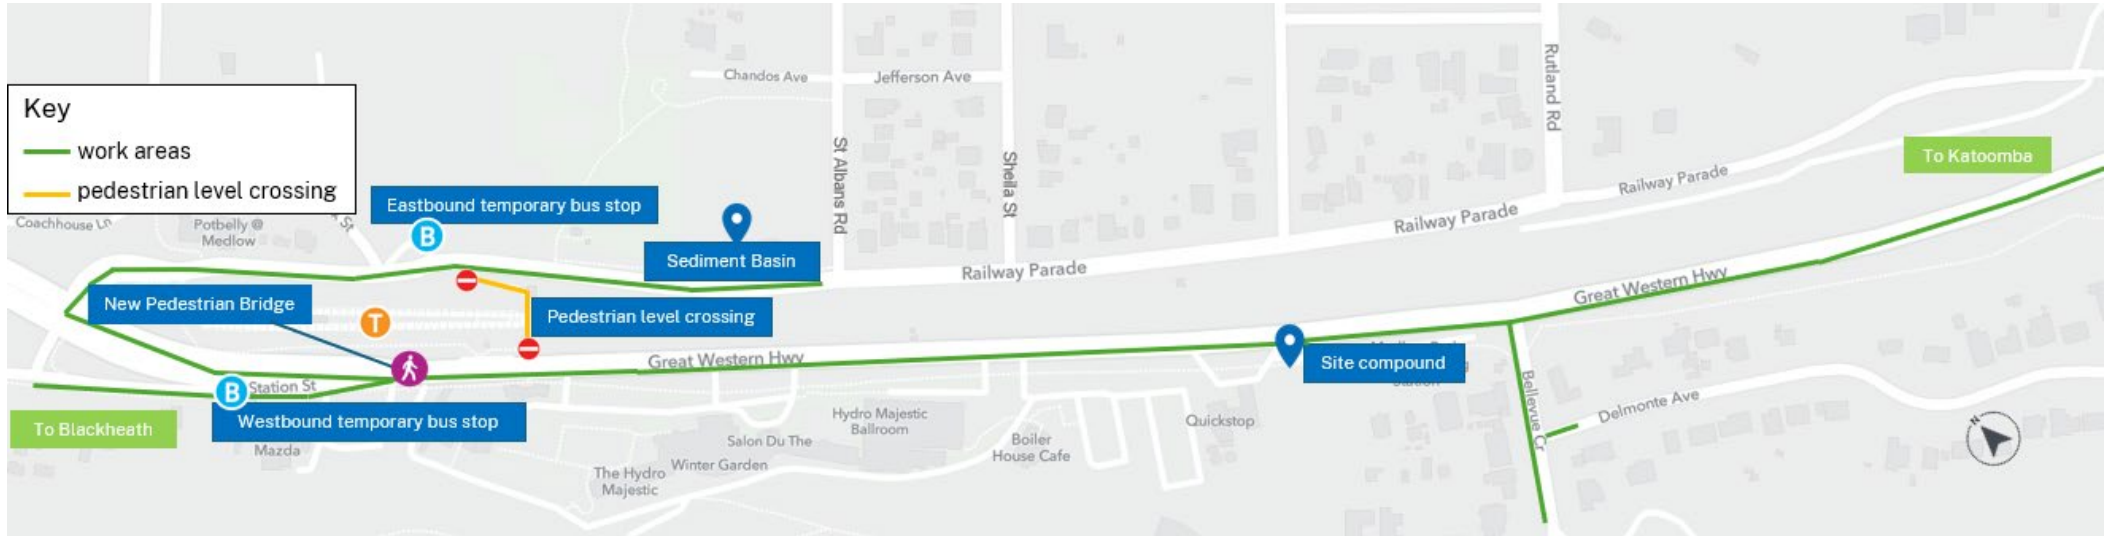 Key
work areas
pedestrian level crossing
Coachhouse Ln
Potbelly @
Medlow
St
Eastbound temporary bus stop
B
Sediment Basin
New Pedestrian Bridge
T
Pedestrian level crossing
Chandos Ave
Jefferson Ave
St Albans Rd
Sheila St
Rutland Rd
Railway Parade
Railway Parade
Railway Parade
To Katoomba
Great Western Hwy
Great Western Hwy
Site compound
B
Station St
Westbound temporary bus stop
To Blackheath
Mazda
The Hydro
Majestic
Salon Du The
Winter Garden
Hydro Majestic
Ballroom
Boiler
House Cafe
Quickstop
Bellevue Cr
Delmonte Ave
N